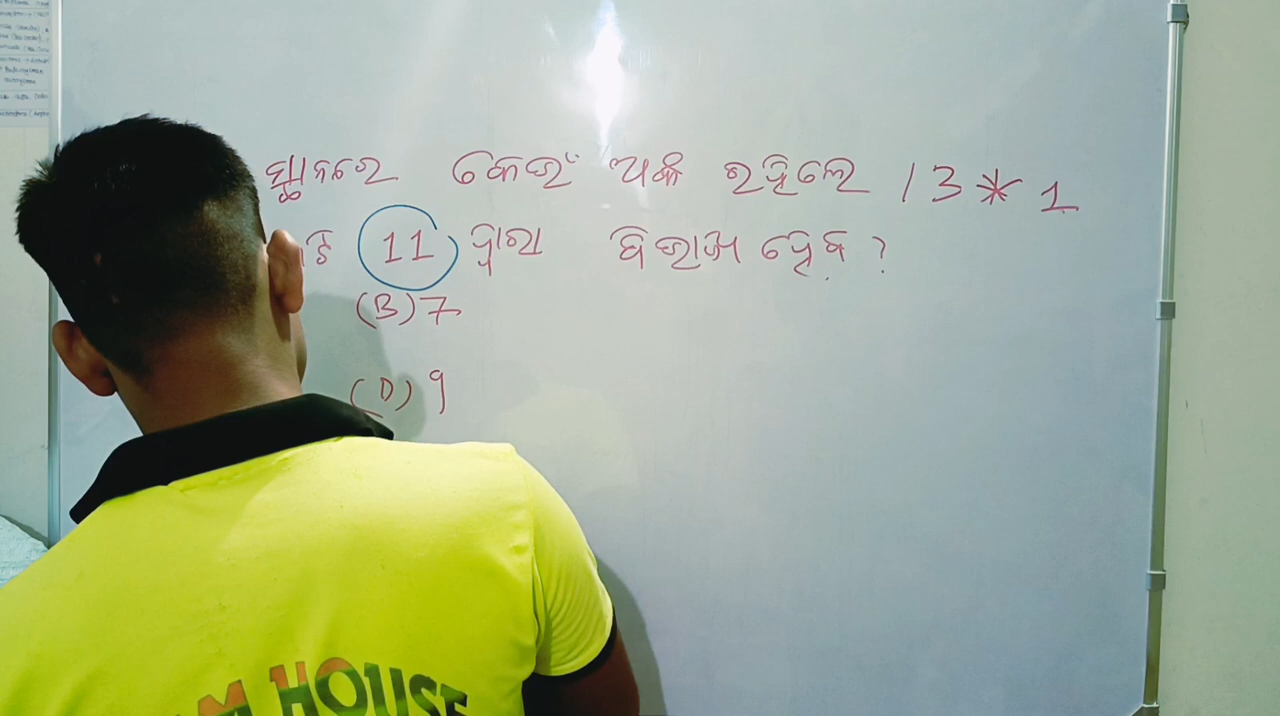 ସ୍ଥାନରେ କେଉଁ ଅଙ୍କ ରହିଲେ 13*1
ଟି 11 ଦ୍ୱାରା ବିଭାଜ୍ୟ ହେବ ?
(B) 7
(D) 9
HOUSE